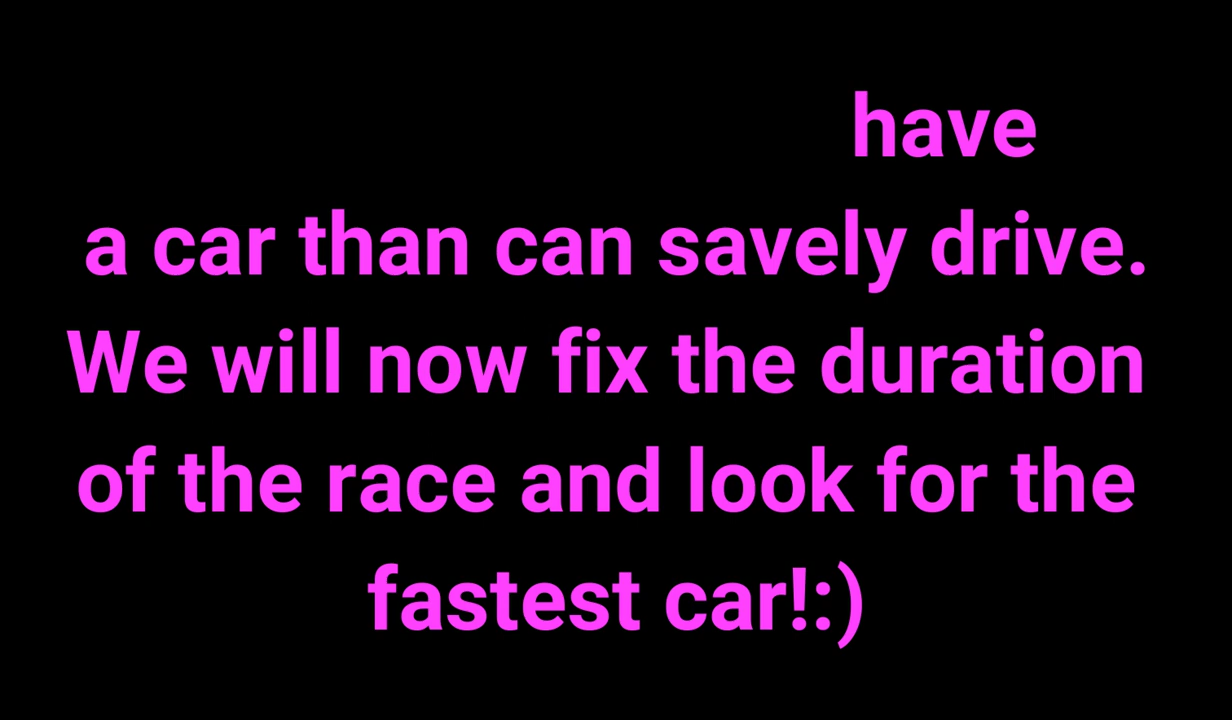 have
a car than can savely drive.
We will now fix the duration
of the race and look for the
fastest car!:)